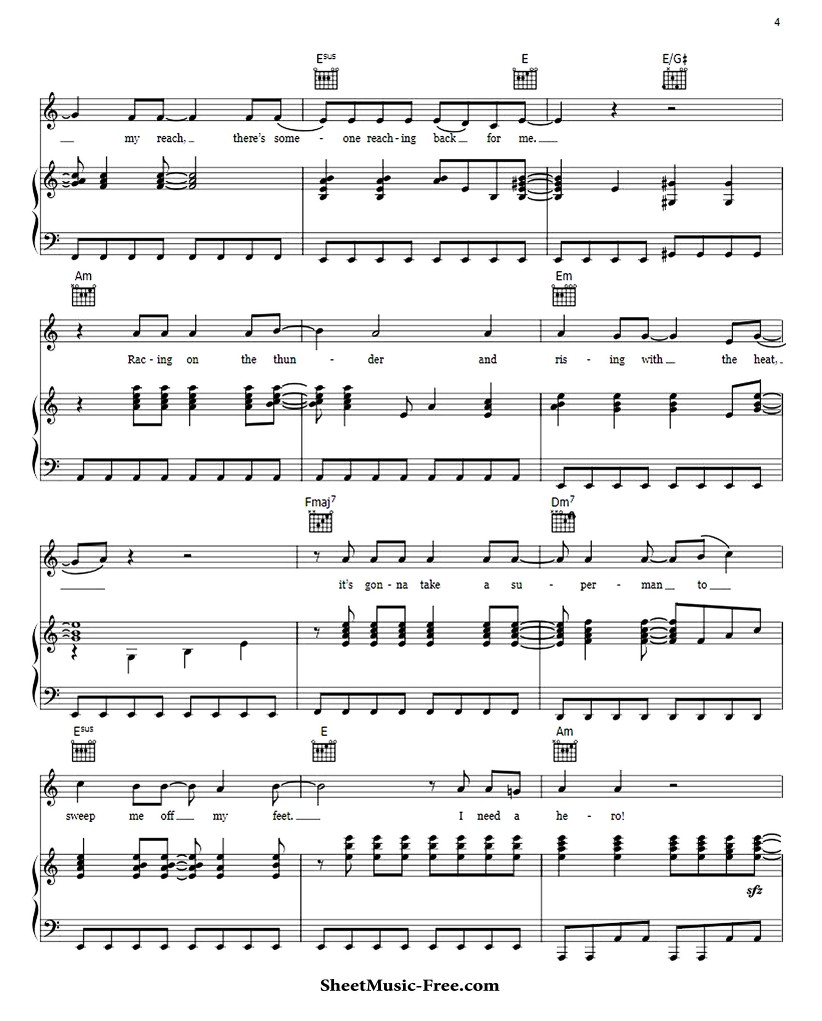 4
Esus E E/G♯
my reach, there's some - one reach - ing back for me.
Am Em
Rac - ing on the thun - der and ris - ing with the heat,
Fmaj7 Dm7
it's gon - na take a su - per - man to
Esus E Am
sweep me off my feet. I need a he - ro!
sfz
SheetMusic-Free.com